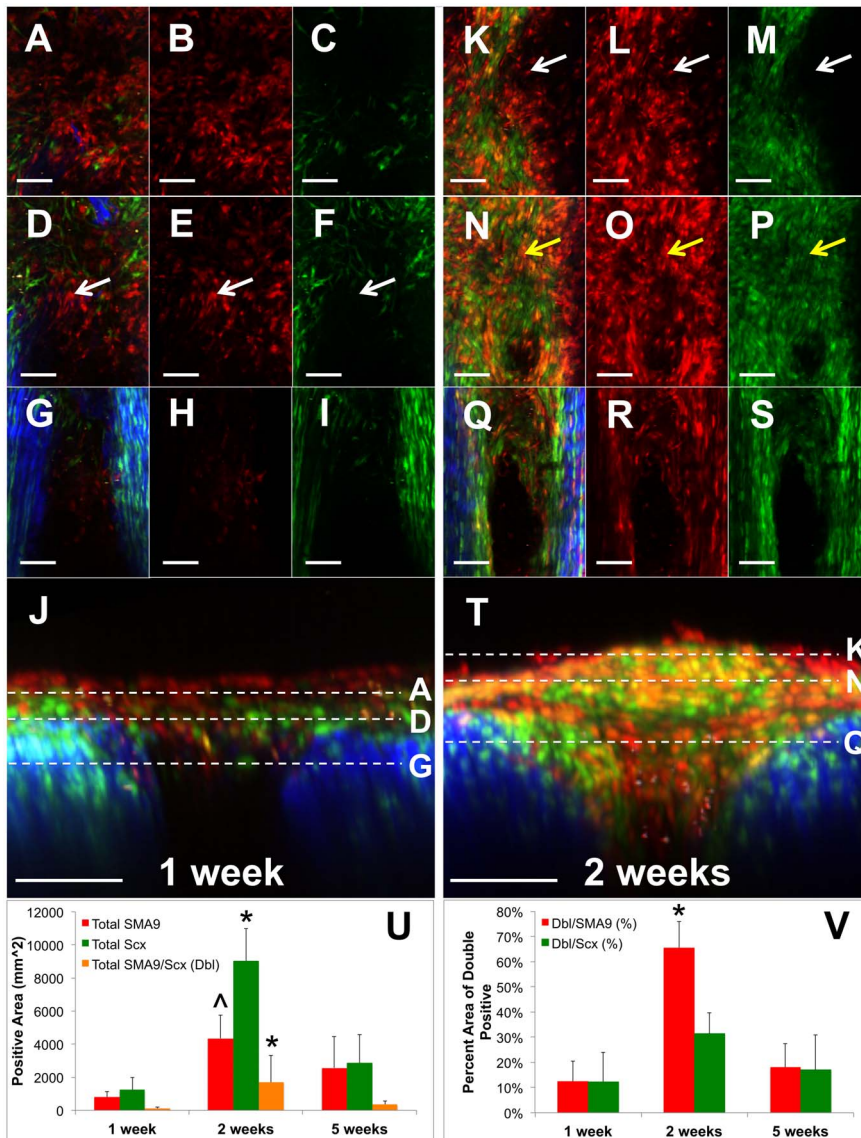 A B C
D E F
G H I
K L M
N O P
Q R S
J
A
D
G
1 week
T
K
N
Q
2 weeks
U
Total SMA9
Total Scx
Total SMA9/Scx (Dbl)
Positive Area (mm^2)
12000
10000
8000
6000
4000
2000
0
^
*
*
1 week 2 weeks 5 weeks
V
Dbl/SMA9 (%)
Dbl/Scx (%)
Percent Area of Double
Positive
80%
70%
60%
50%
40%
30%
20%
10%
0%
*
1 week 2 weeks 5 weeks